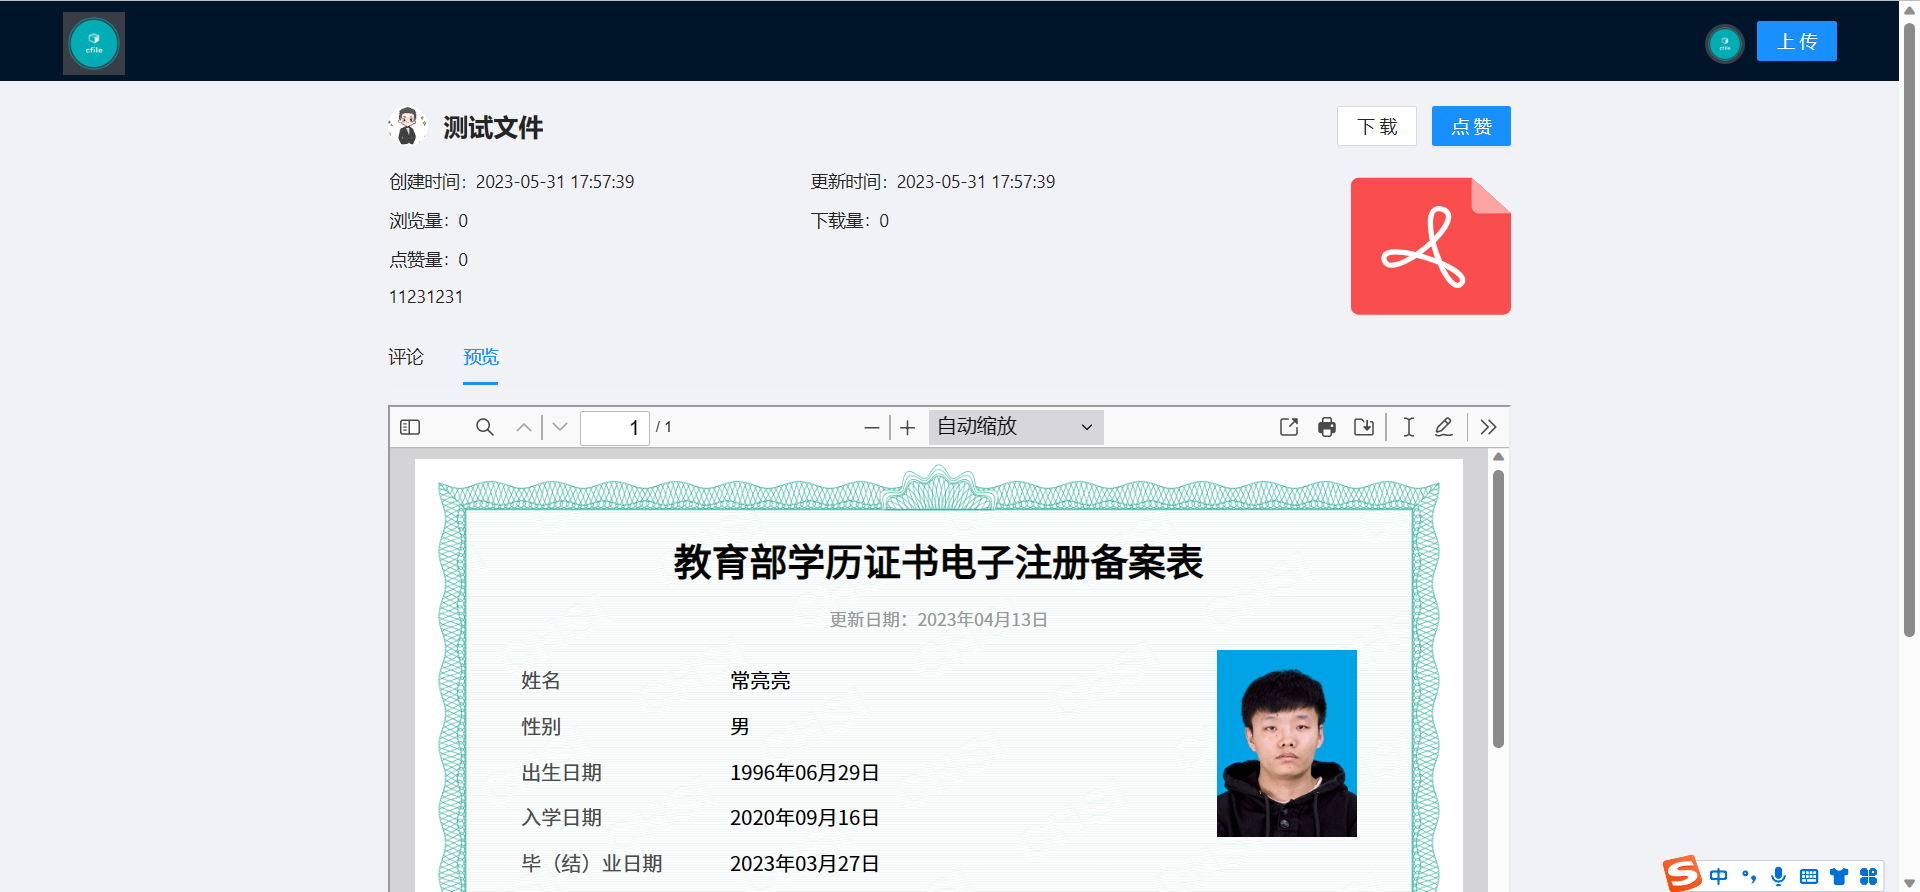 cfile
cfile
上传
测试文件
下载
点赞
创建时间：2023-05-31 17:57:39
更新时间：2023-05-31 17:57:39
浏览量：0
下载量：0
点赞量：0
11231231
评论
预览
1 / 1
自动缩放
教育部学历证书电子注册备案表
更新日期：2023年04月13日
姓名 常亮亮
性别 男
出生日期 1996年06月29日
入学日期 2020年09月16日
毕（结）业日期 2023年03月27日
中